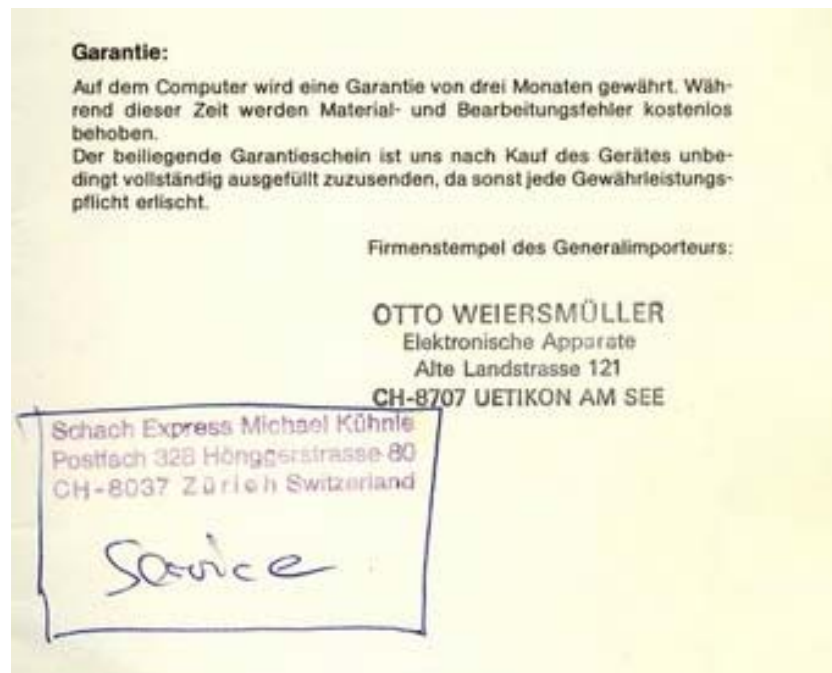 Garantie:
Auf dem Computer wird eine Garantie von drei Monaten gewährt. Wäh-
rend dieser Zeit werden Material- und Bearbeitungsfehler kostenlos
behoben.
Der beiliegende Garantieschein ist uns nach Kauf des Gerätes unbe-
dingt vollständig ausgefüllt zuzusenden, da sonst jede Gewährleistungs-
pflicht erlischt.
Firmenstempel des Generalimporteurs:
OTTO WEIERSMÜLLER
Elektronische Apparate
Alte Landstrasse 121
CH-8707 UETIKON AM SEE
Schach Express Michael Kühnle
Postfach 328 Hönggerstrasse 80
CH-8037 Zürich Switzerland
Service